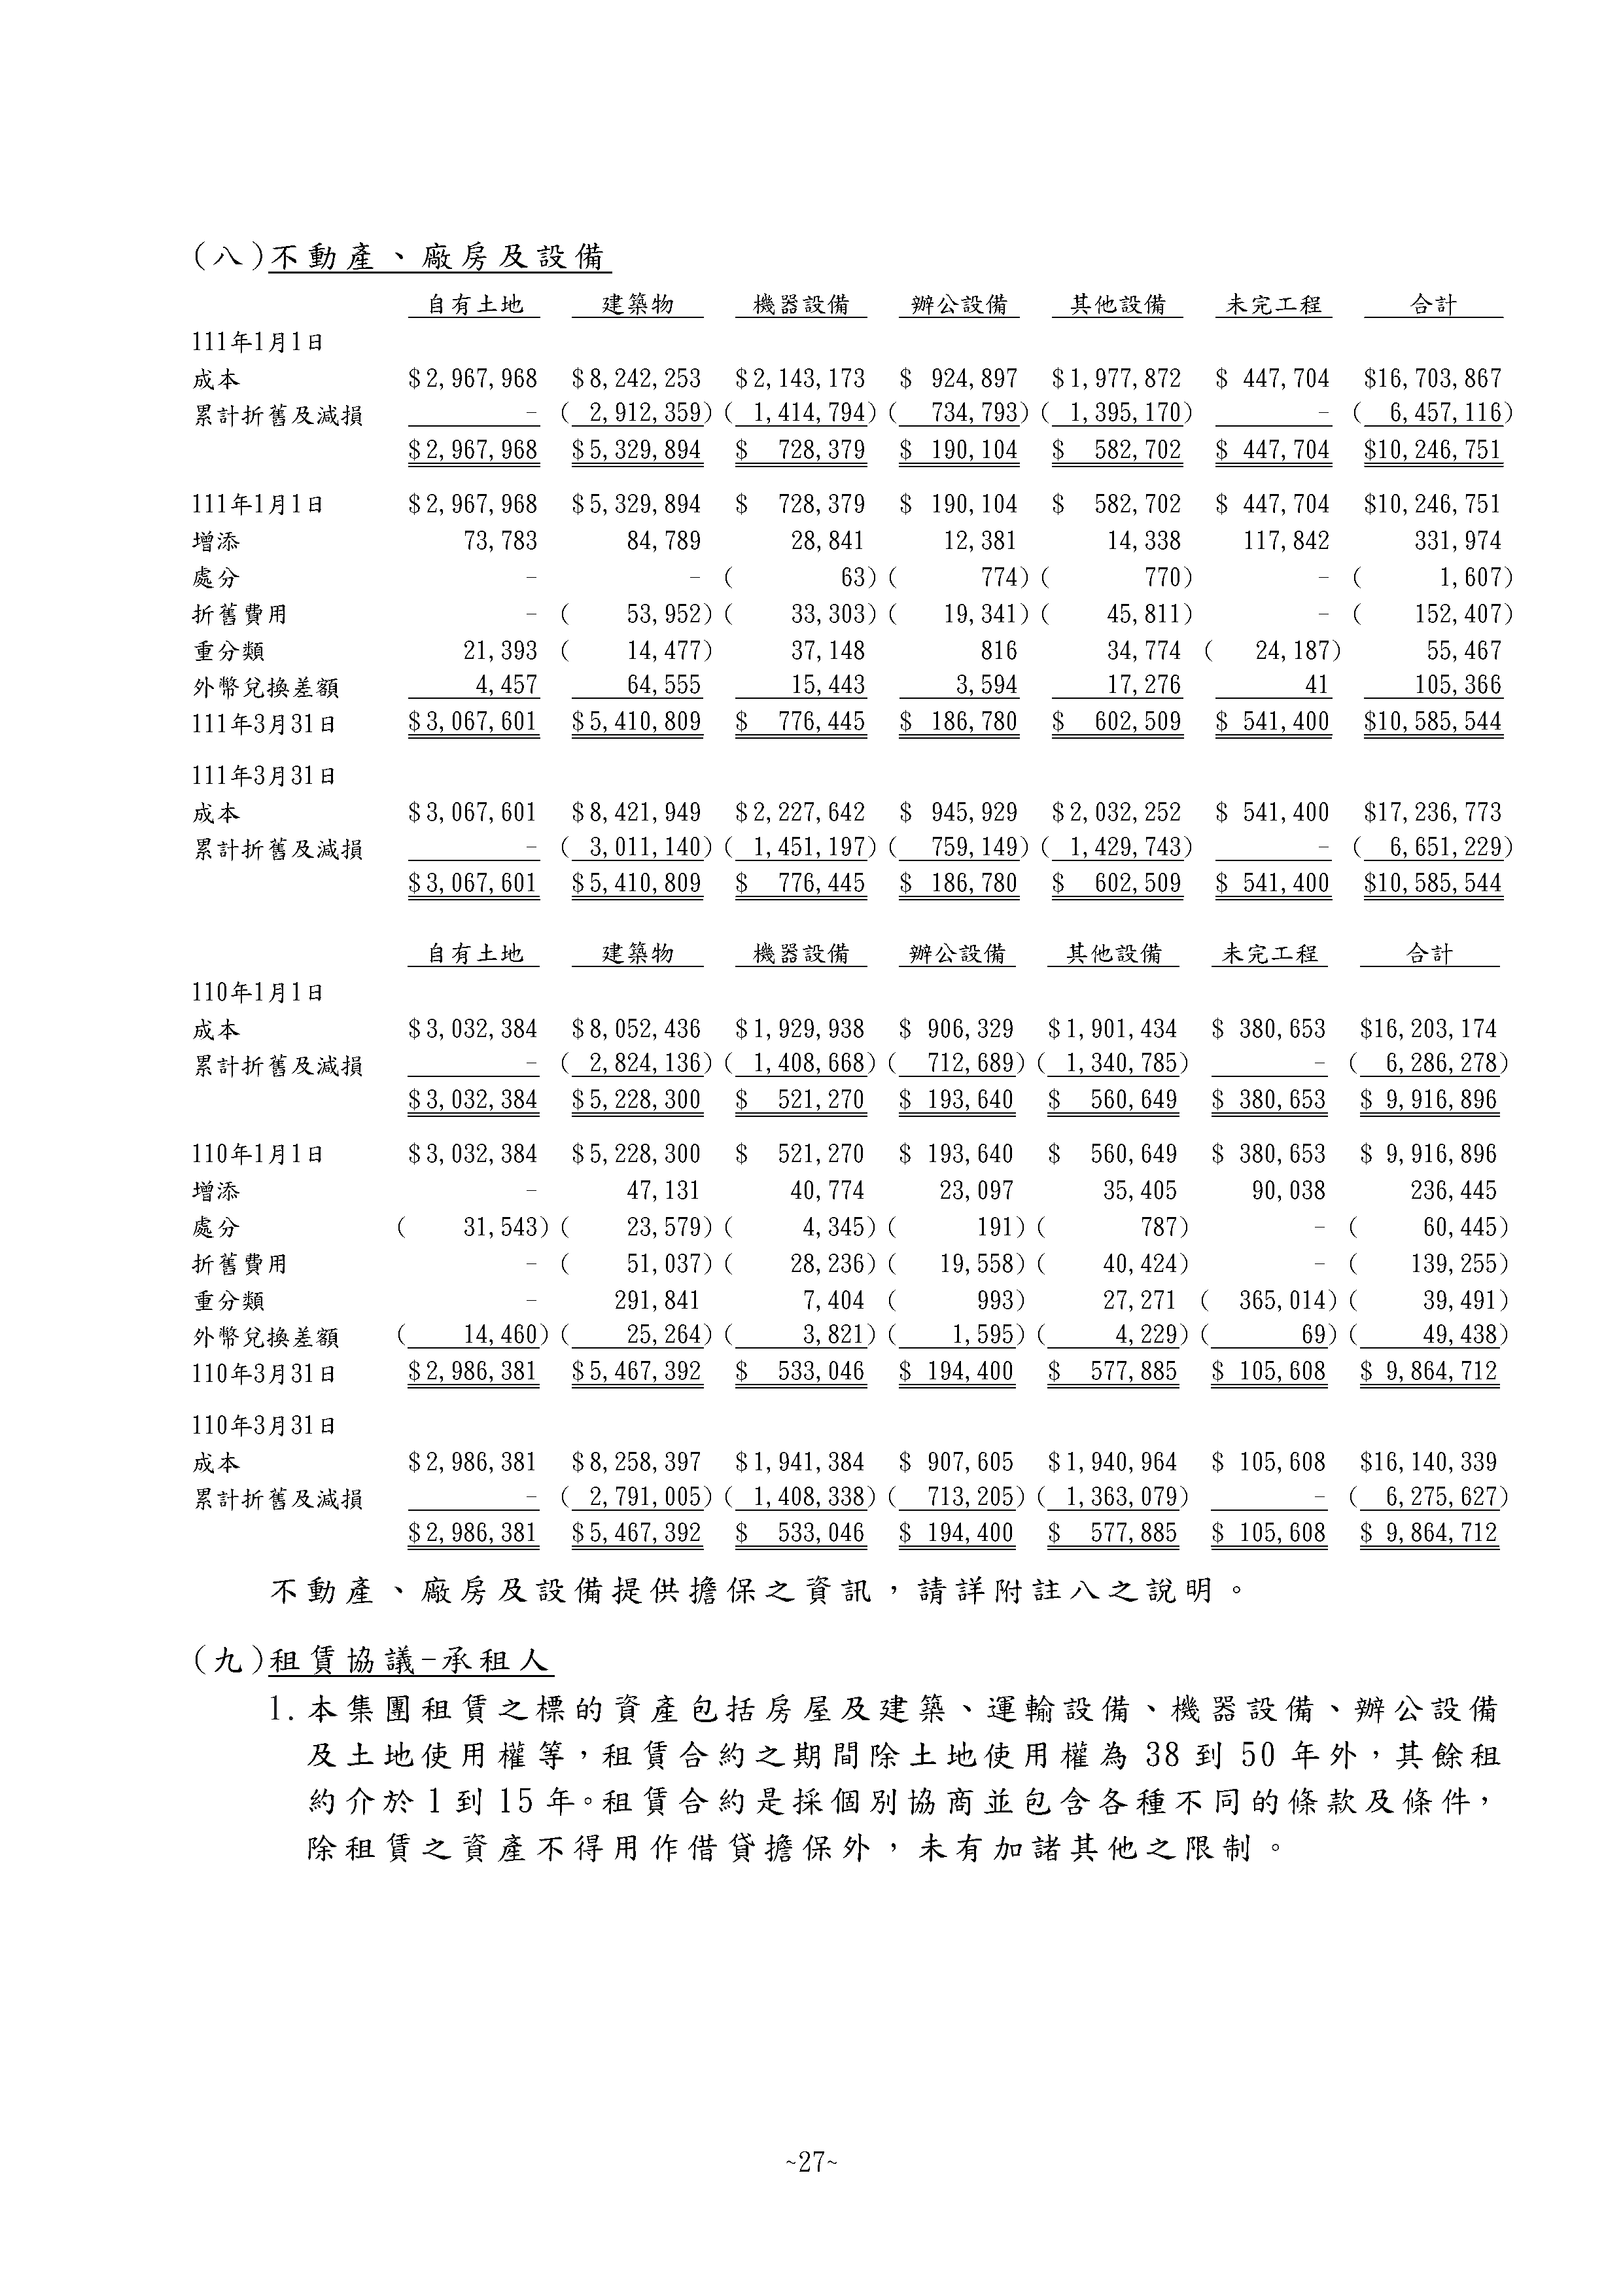 (八)不動產、廠房及設備
自有土地 建築物 機器設備 辦公設備 其他設備 未完工程 合計
111年1月1日
成本 $2,967,968 $8,242,253 $2,143,173 $ 924,897 $1,977,872 $ 447,704 $16,703,867
累計折舊及減損 - ( 2,912,359) ( 1,414,794) ( 734,793) ( 1,395,170) - ( 6,457,116)
$2,967,968 $5,329,894 $ 728,379 $ 190,104 $ 582,702 $ 447,704 $10,246,751
111年1月1日 $2,967,968 $5,329,894 $ 728,379 $ 190,104 $ 582,702 $ 447,704 $10,246,751
增添 73,783 84,789 28,841 12,381 14,338 117,842 331,974
處分 - - ( 63) ( 774) ( 770) - ( 1,607)
折舊費用 - ( 53,952) ( 33,303) ( 19,341) ( 45,811) - ( 152,407)
重分類 21,393 ( 14,477) 37,148 816 34,774 ( 24,187) 55,467
外幣兌換差額 4,457 64,555 15,443 3,594 17,276 41 105,366
111年3月31日 $3,067,601 $5,410,809 $ 776,445 $ 186,780 $ 602,509 $ 541,400 $10,585,544
111年3月31日
成本 $3,067,601 $8,421,949 $2,227,642 $ 945,929 $2,032,252 $ 541,400 $17,236,773
累計折舊及減損 - ( 3,011,140) ( 1,451,197) ( 759,149) ( 1,429,743) - ( 6,651,229)
$3,067,601 $5,410,809 $ 776,445 $ 186,780 $ 602,509 $ 541,400 $10,585,544
自有土地 建築物 機器設備 辦公設備 其他設備 未完工程 合計
110年1月1日
成本 $3,032,384 $8,052,436 $1,929,938 $ 906,329 $1,901,434 $ 380,653 $16,203,174
累計折舊及減損 - ( 2,824,136) ( 1,408,668) ( 712,689) ( 1,340,785) - ( 6,286,278)
$3,032,384 $5,228,300 $ 521,270 $ 193,640 $ 560,649 $ 380,653 $ 9,916,896
110年1月1日 $3,032,384 $5,228,300 $ 521,270 $ 193,640 $ 560,649 $ 380,653 $ 9,916,896
增添 - 47,131 40,774 23,097 35,405 90,038 236,445
處分 ( 31,543) ( 23,579) ( 4,345) ( 191) ( 787) - ( 60,445)
折舊費用 - ( 51,037) ( 28,236) ( 19,558) ( 40,424) - ( 139,255)
重分類 - 291,841 7,404 ( 993) 27,271 ( 365,014) ( 39,491)
外幣兌換差額 ( 14,460) ( 25,264) ( 3,821) ( 1,595) ( 4,229) ( 69) ( 49,438)
110年3月31日 $2,986,381 $5,467,392 $ 533,046 $ 194,400 $ 577,885 $ 105,608 $ 9,864,712
110年3月31日
成本 $2,986,381 $8,258,397 $1,941,384 $ 907,605 $1,940,964 $ 105,608 $16,140,339
累計折舊及減損 - ( 2,791,005) ( 1,408,338) ( 713,205) ( 1,363,079) - ( 6,275,627)
$2,986,381 $5,467,392 $ 533,046 $ 194,400 $ 577,885 $ 105,608 $ 9,864,712
不動產、廠房及設備提供擔保之資訊,請詳附註八之說明。
(九)租賃協議-承租人
1.本集團租賃之標的資產包括房屋及建築、運輸設備、機器設備、辦公設備
及土地使用權等,租賃合約之期間除土地使用權為 38 到 50 年外,其餘租
約介於 1 到 15 年。租賃合約是採個別協商並包含各種不同的條款及條件,
除租賃之資產不得用作借貸擔保外,未有加諸其他之限制。
~27~